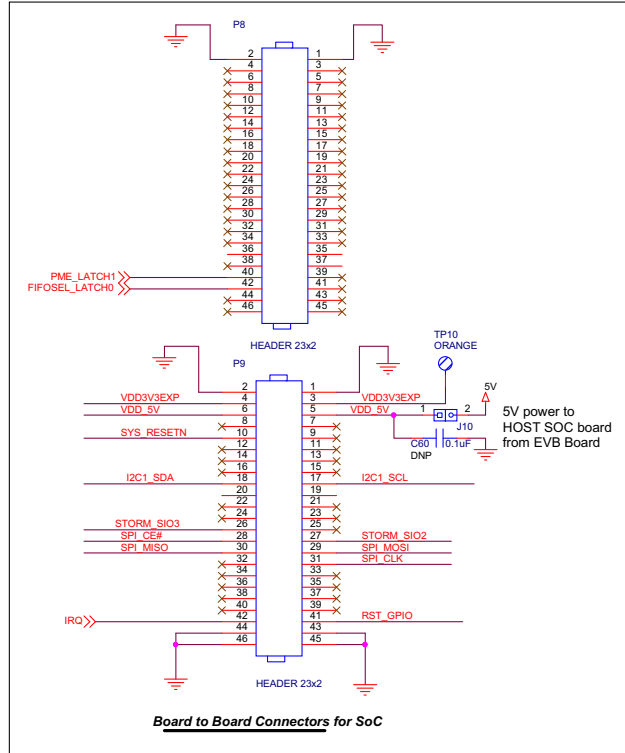 P8
2 1
4 3
6 5
8 7
10 9
12 11
14 13
16 15
18 17
20 19
22 21
24 23
26 25
28 27
30 29
32 31
34 33
36 35
38 37
PME_LATCH1 40 39
FIFOSEL_LATCH0 42 41
44 43
46 45
HEADER 23x2
TP10
ORANGE
P9
2 1
VDD3V3EXP 4 3 VDD3V3EXP
5V
VDD_5V 6 5 VDD_5V 1 2
J10
5V power to
HOST SOC board
from EVB Board
8 7
SYS_RESETN 10 9
C60 0.1uF
DNP
12 11
14 13
16 15
I2C1_SDA 18 17 I2C1_SCL
20 19
22 21
24 23
STORM_SIO3 26 25
SPI_CE# 28 27 STORM_SIO2
SPI_MISO 30 29 SPI_MOSI
32 31 SPI_CLK
34 33
36 35
38 37
40 39
IRQ 42 41 RST_GPIO
44 43
46 45
HEADER 23x2
Board to Board Connectors for SoC